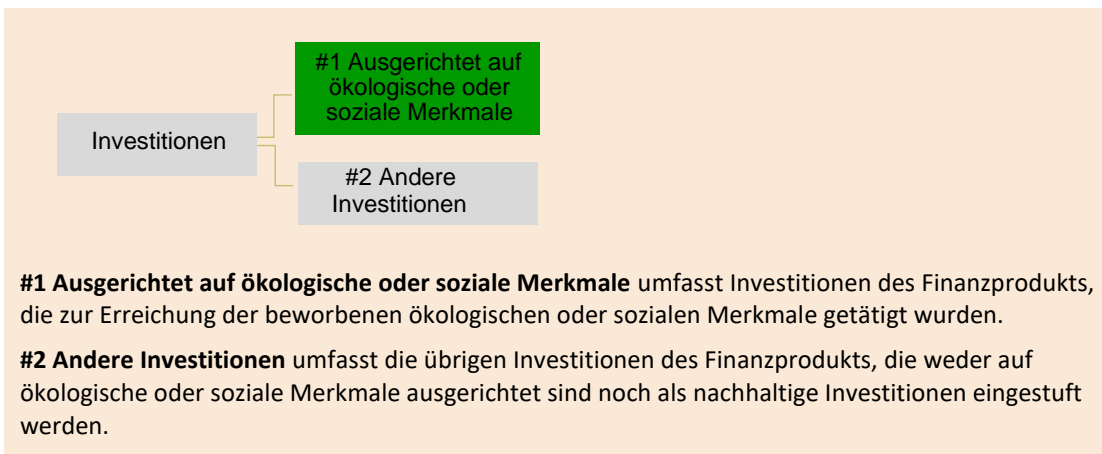 #1 Ausgerichtet auf
ökologische oder
soziale Merkmale
Investitionen
#2 Andere
Investitionen
#1 Ausgerichtet auf ökologische oder soziale Merkmale umfasst Investitionen des Finanzprodukts,
die zur Erreichung der beworbenen ökologischen oder sozialen Merkmale getätigt wurden.
#2 Andere Investitionen umfasst die übrigen Investitionen des Finanzprodukts, die weder auf
ökologische oder soziale Merkmale ausgerichtet sind noch als nachhaltige Investitionen eingestuft
werden.